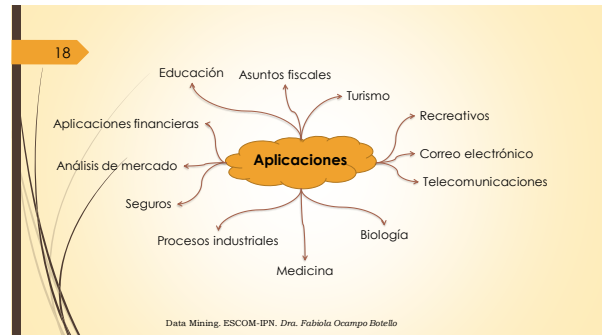 18
Educación
Asuntos fiscales
Turismo
Recreativos
Aplicaciones financieras
Correo electrónico
Aplicaciones
Análisis de mercado
Telecomunicaciones
Seguros
Procesos industriales
Biología
Medicina
Data Mining. ESCOM-IPN. Dra. Fabiola Ocampo Botello